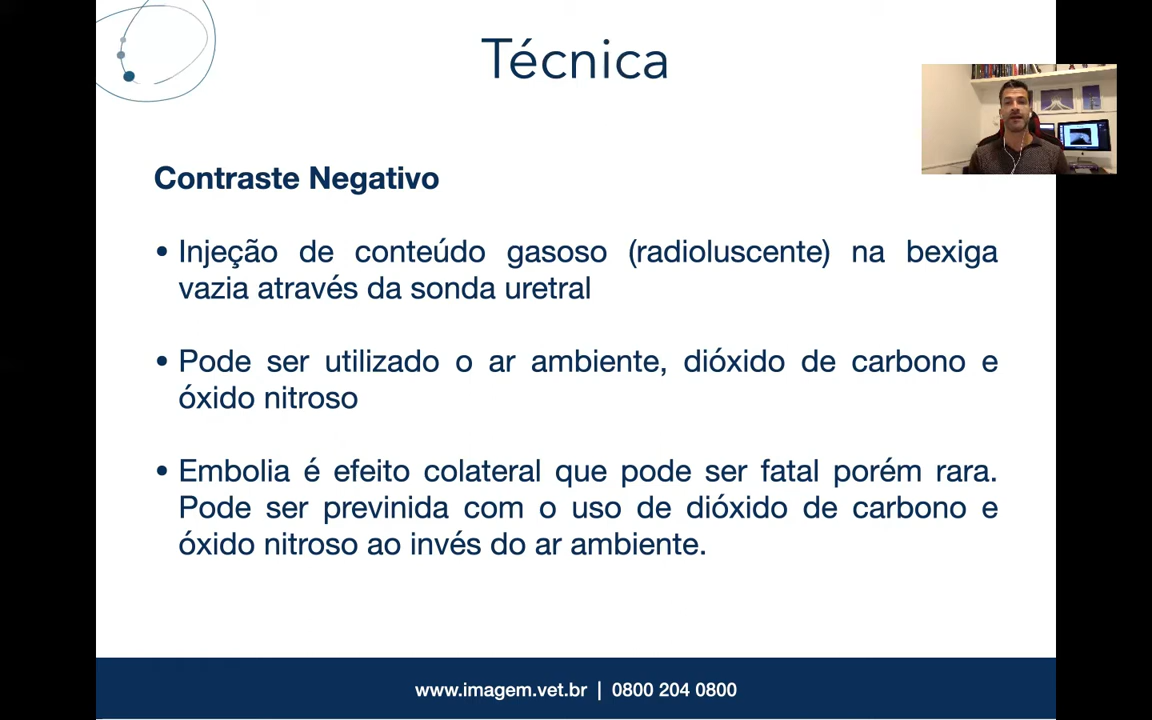 Técnica
Contraste Negativo
• Injeção de conteúdo gasoso (radioluscente) na bexiga
vazia através da sonda uretral
• Pode ser utilizado o ar ambiente, dióxido de carbono e
óxido nitroso
• Embolia é efeito colateral que pode ser fatal porém rara.
Pode ser previnida com o uso de dióxido de carbono e
óxido nitroso ao invés do ar ambiente.
www.imagem.vet.br | 0800 204 0800